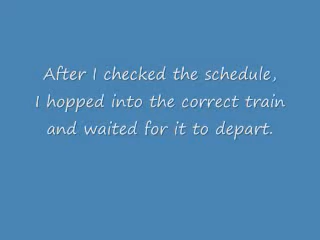 After I checked the schedule,
I hopped into the correct train
and waited for it to depart.